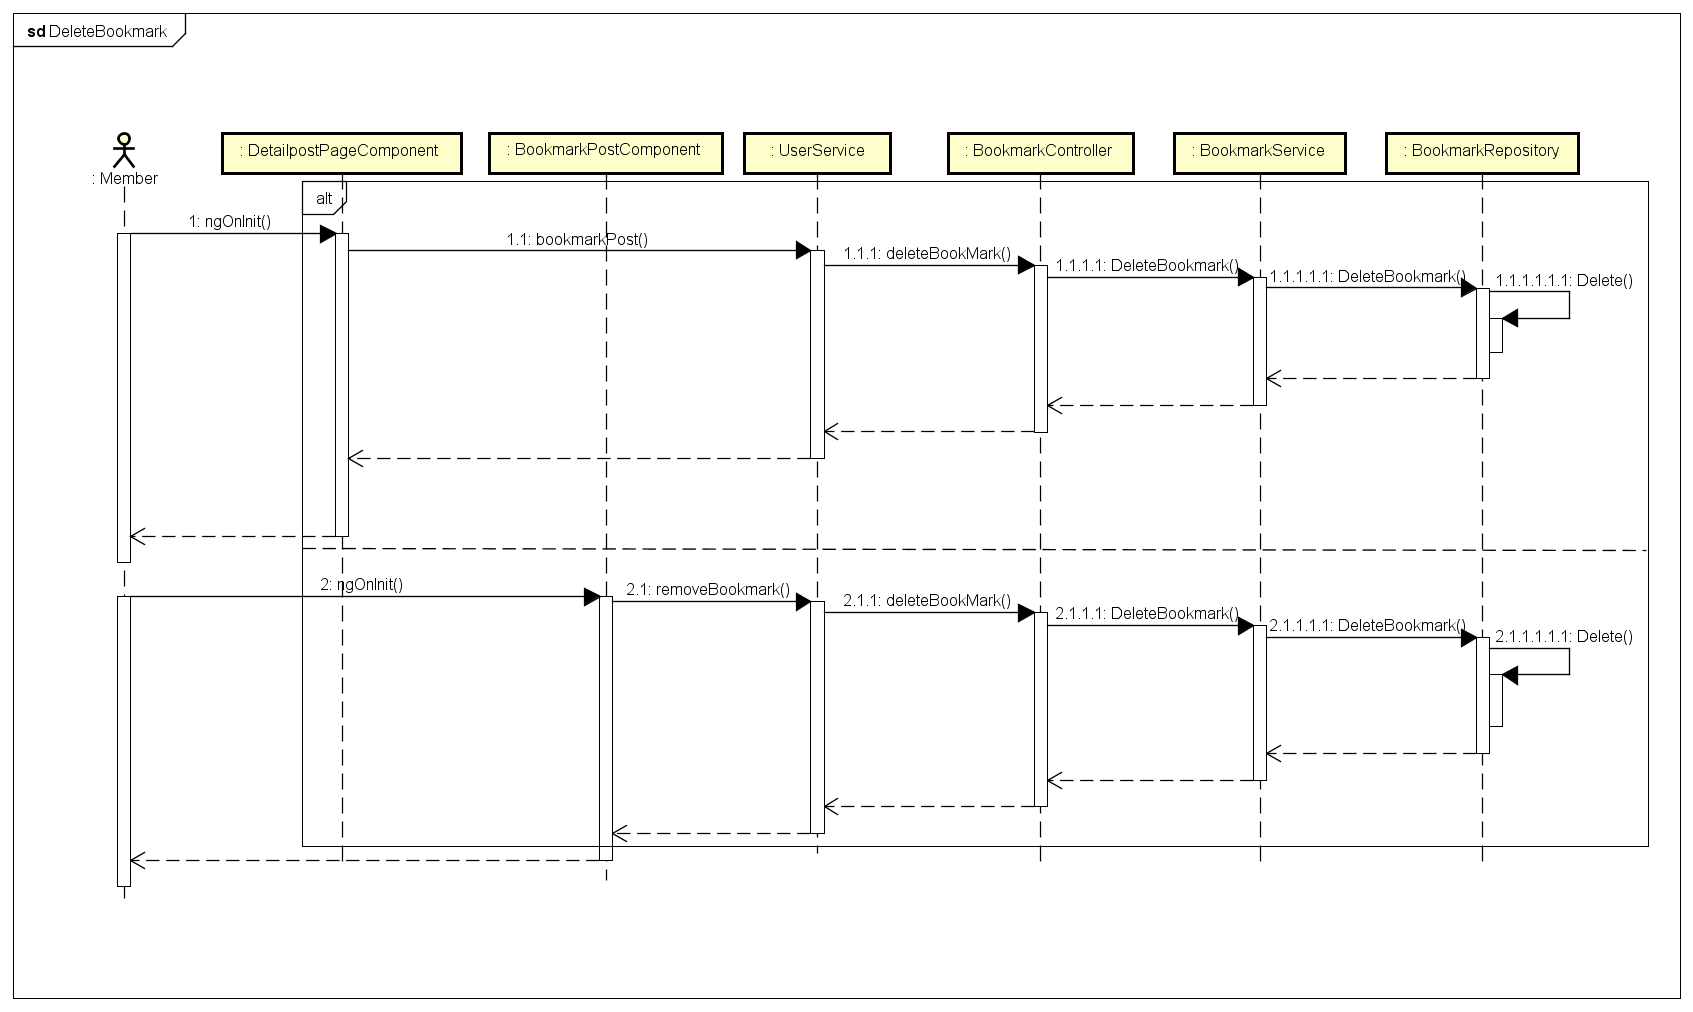 sd DeleteBookmark
: Member
: DetailpostPageComponent
: BookmarkPostComponent
: UserService
: BookmarkController
: BookmarkService
: BookmarkRepository
alt
1: ngOnInit()
1.1: bookmarkPost()
1.1.1: deleteBookMark()
1.1.1.1: DeleteBookmark()
1.1.1.1.1: DeleteBookmark()
1.1.1.1.1.1: Delete()
2: ngOnInit()
2.1: removeBookmark()
2.1.1: deleteBookMark()
2.1.1.1: DeleteBookmark()
2.1.1.1.1: DeleteBookmark()
2.1.1.1.1.1: Delete()